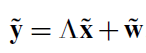 ỹ = Λx̃ + w̃